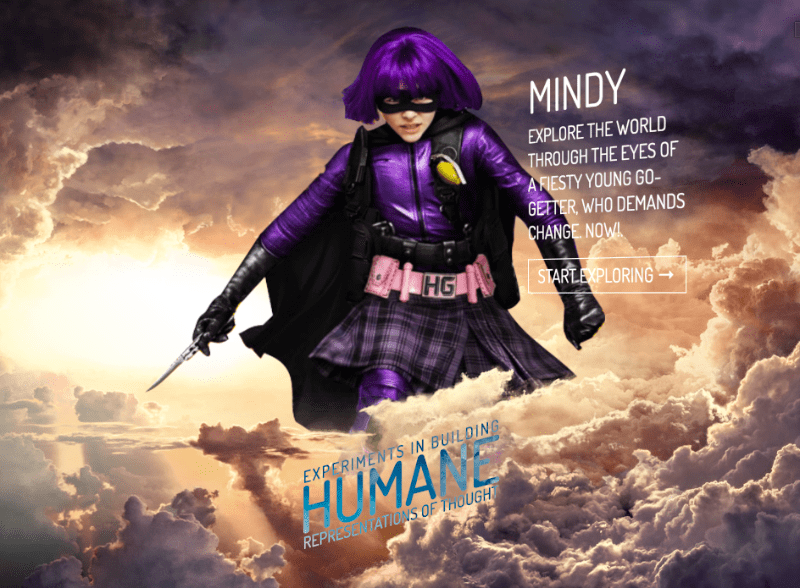 MINDY
EXPLORE THE WORLD
THROUGH THE EYES OF
A FIESTY YOUNG GO-
GETTER, WHO DEMANDS
CHANGE. NOW!
START EXPLORING →
HG
EXPERIMENTS IN BUILDING
HUMANE
REPRESENTATIONS OF THOUGHT